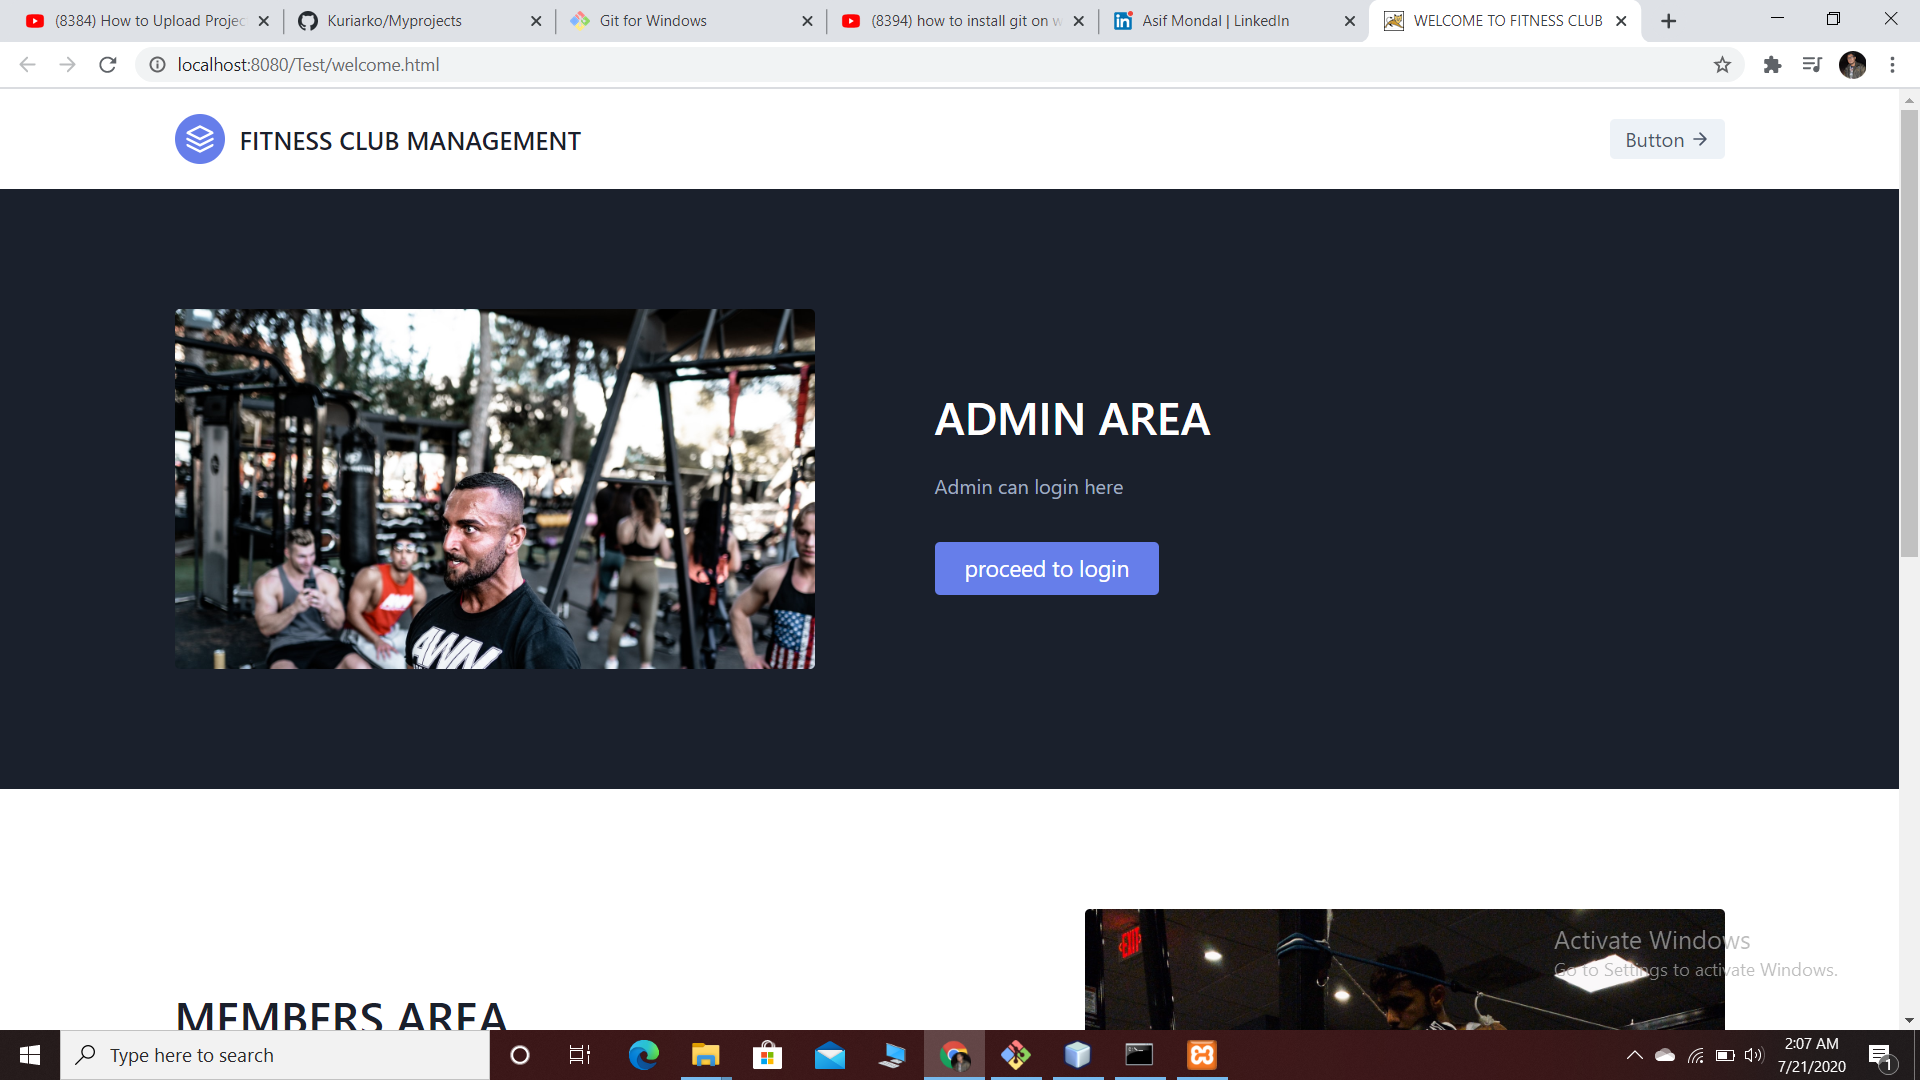 (8384) How to Upload Projec
Kuriarko/Myprojects
Git for Windows
(8394) how to install git on w
Asif Mondal | LinkedIn
WELCOME TO FITNESS CLUB
localhost:8080/Test/welcome.html
FITNESS CLUB MANAGEMENT
Button →
ADMIN AREA
Admin can login here
proceed to login
AWM
EXIT
Activate Windows
Go to Settings to activate Windows.
MEMBERS AREA
Type here to search
2:07 AM
7/21/2020
1